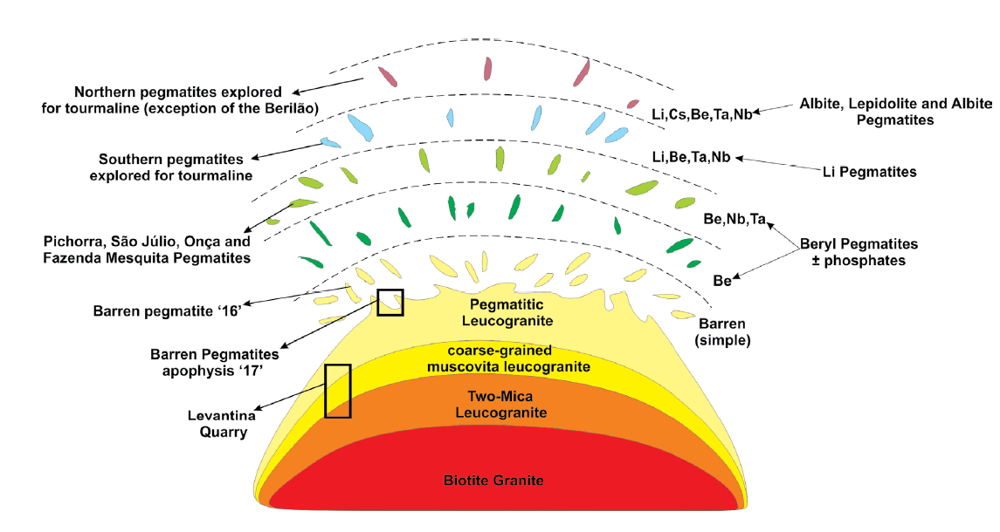 Northern pegmatites explored
for tourmaline (exception of the Berilão)
Southern pegmatites
explored for tourmaline
Pichorra, São Júlio, Onça and
Fazenda Mesquita Pegmatites
Barren pegmatite ‘16’
Barren Pegmatites
apophysis ‘17’
Levantina
Quarry
Li,Cs,Be,Ta,Nb
Albite, Lepidolite and Albite
Pegmatites
Li,Be,Ta,Nb
Li Pegmatites
Be,Nb,Ta
Beryl Pegmatites
± phosphates
Be
Barren
(simple)
Pegmatitic
Leucogranite
coarse-grained
muscovita leucogranite
Two-Mica
Leucogranite
Biotite Granite